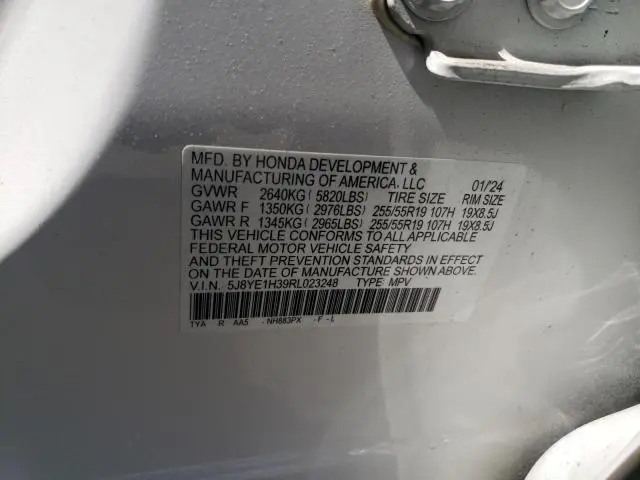 MFD. BY HONDA DEVELOPMENT &
MANUFACTURING OF AMERICA, LLC 01/24
GVWR 2640KG ( 5820LBS) TIRE SIZE RIM SIZE
GAWR F 1350KG ( 2976LBS) 255/55R19 107H 19X8.5J
GAWR R 1345KG ( 2965LBS) 255/55R19 107H 19X8.5J
THIS VEHICLE CONFORMS TO ALL APPLICABLE
FEDERAL MOTOR VEHICLE SAFETY
AND THEFT PREVENTION STANDARDS IN EFFECT
ON THE DATE OF MANUFACTURE SHOWN ABOVE.
V.I.N. 5J8YE1H39RL023248 TYPE: MPV
TYA R AA5 NH883PX -F-L